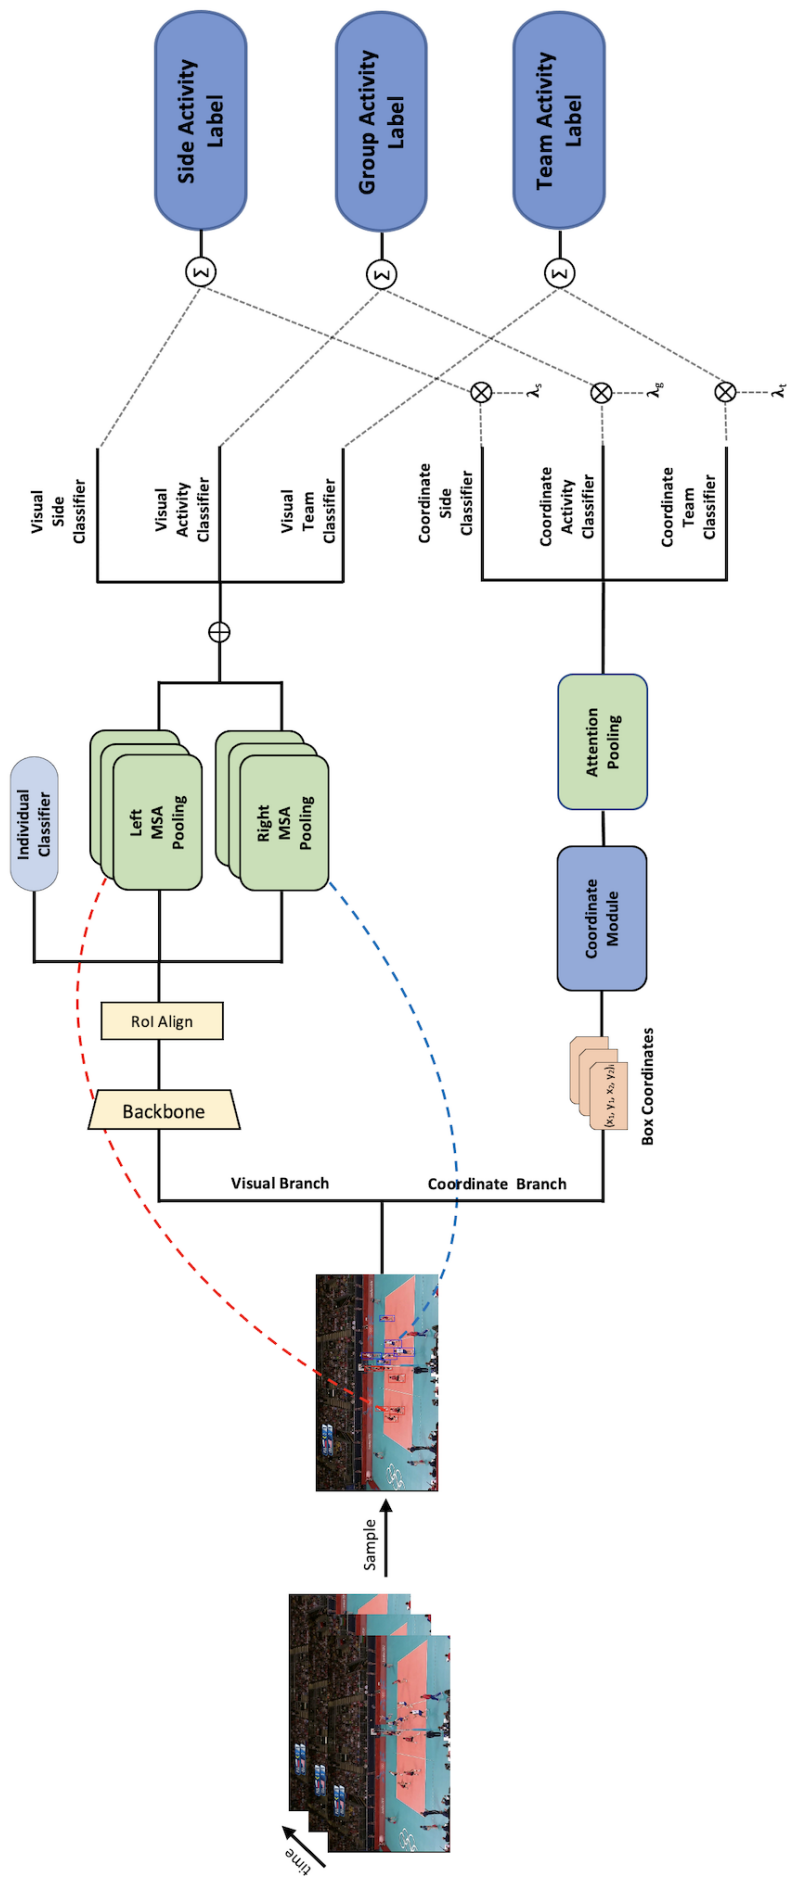 time
Sample
Visual Branch
Coordinate Branch
Backbone
RoI Align
Individual
Classifier
Left
MSA
Pooling
Right
MSA
Pooling
(x₁, y₁, x₂, y₂)ᵢ
Box Coordinates
Coordinate
Module
Attention
Pooling
Visual
Side
Classifier
Visual
Activity
Classifier
Visual
Team
Classifier
Coordinate
Side
Classifier
Coordinate
Activity
Classifier
Coordinate
Team
Classifier
λs
λg
λt
Σ
Σ
Σ
Side Activity
Label
Group Activity
Label
Team Activity
Label